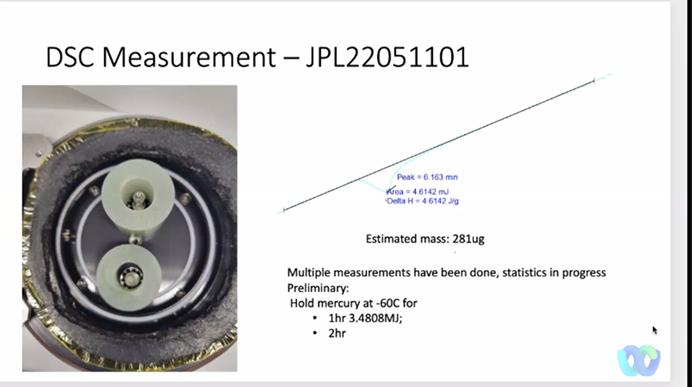 DSC Measurement – JPL22051101
Peak = 6.163 min
Area = 4.6142 mJ
Delta H = 4.6142 J/g
Estimated mass: 281ug
Multiple measurements have been done, statistics in progress
Preliminary:
Hold mercury at -60C for
• 1hr 3.4808MJ;
• 2hr